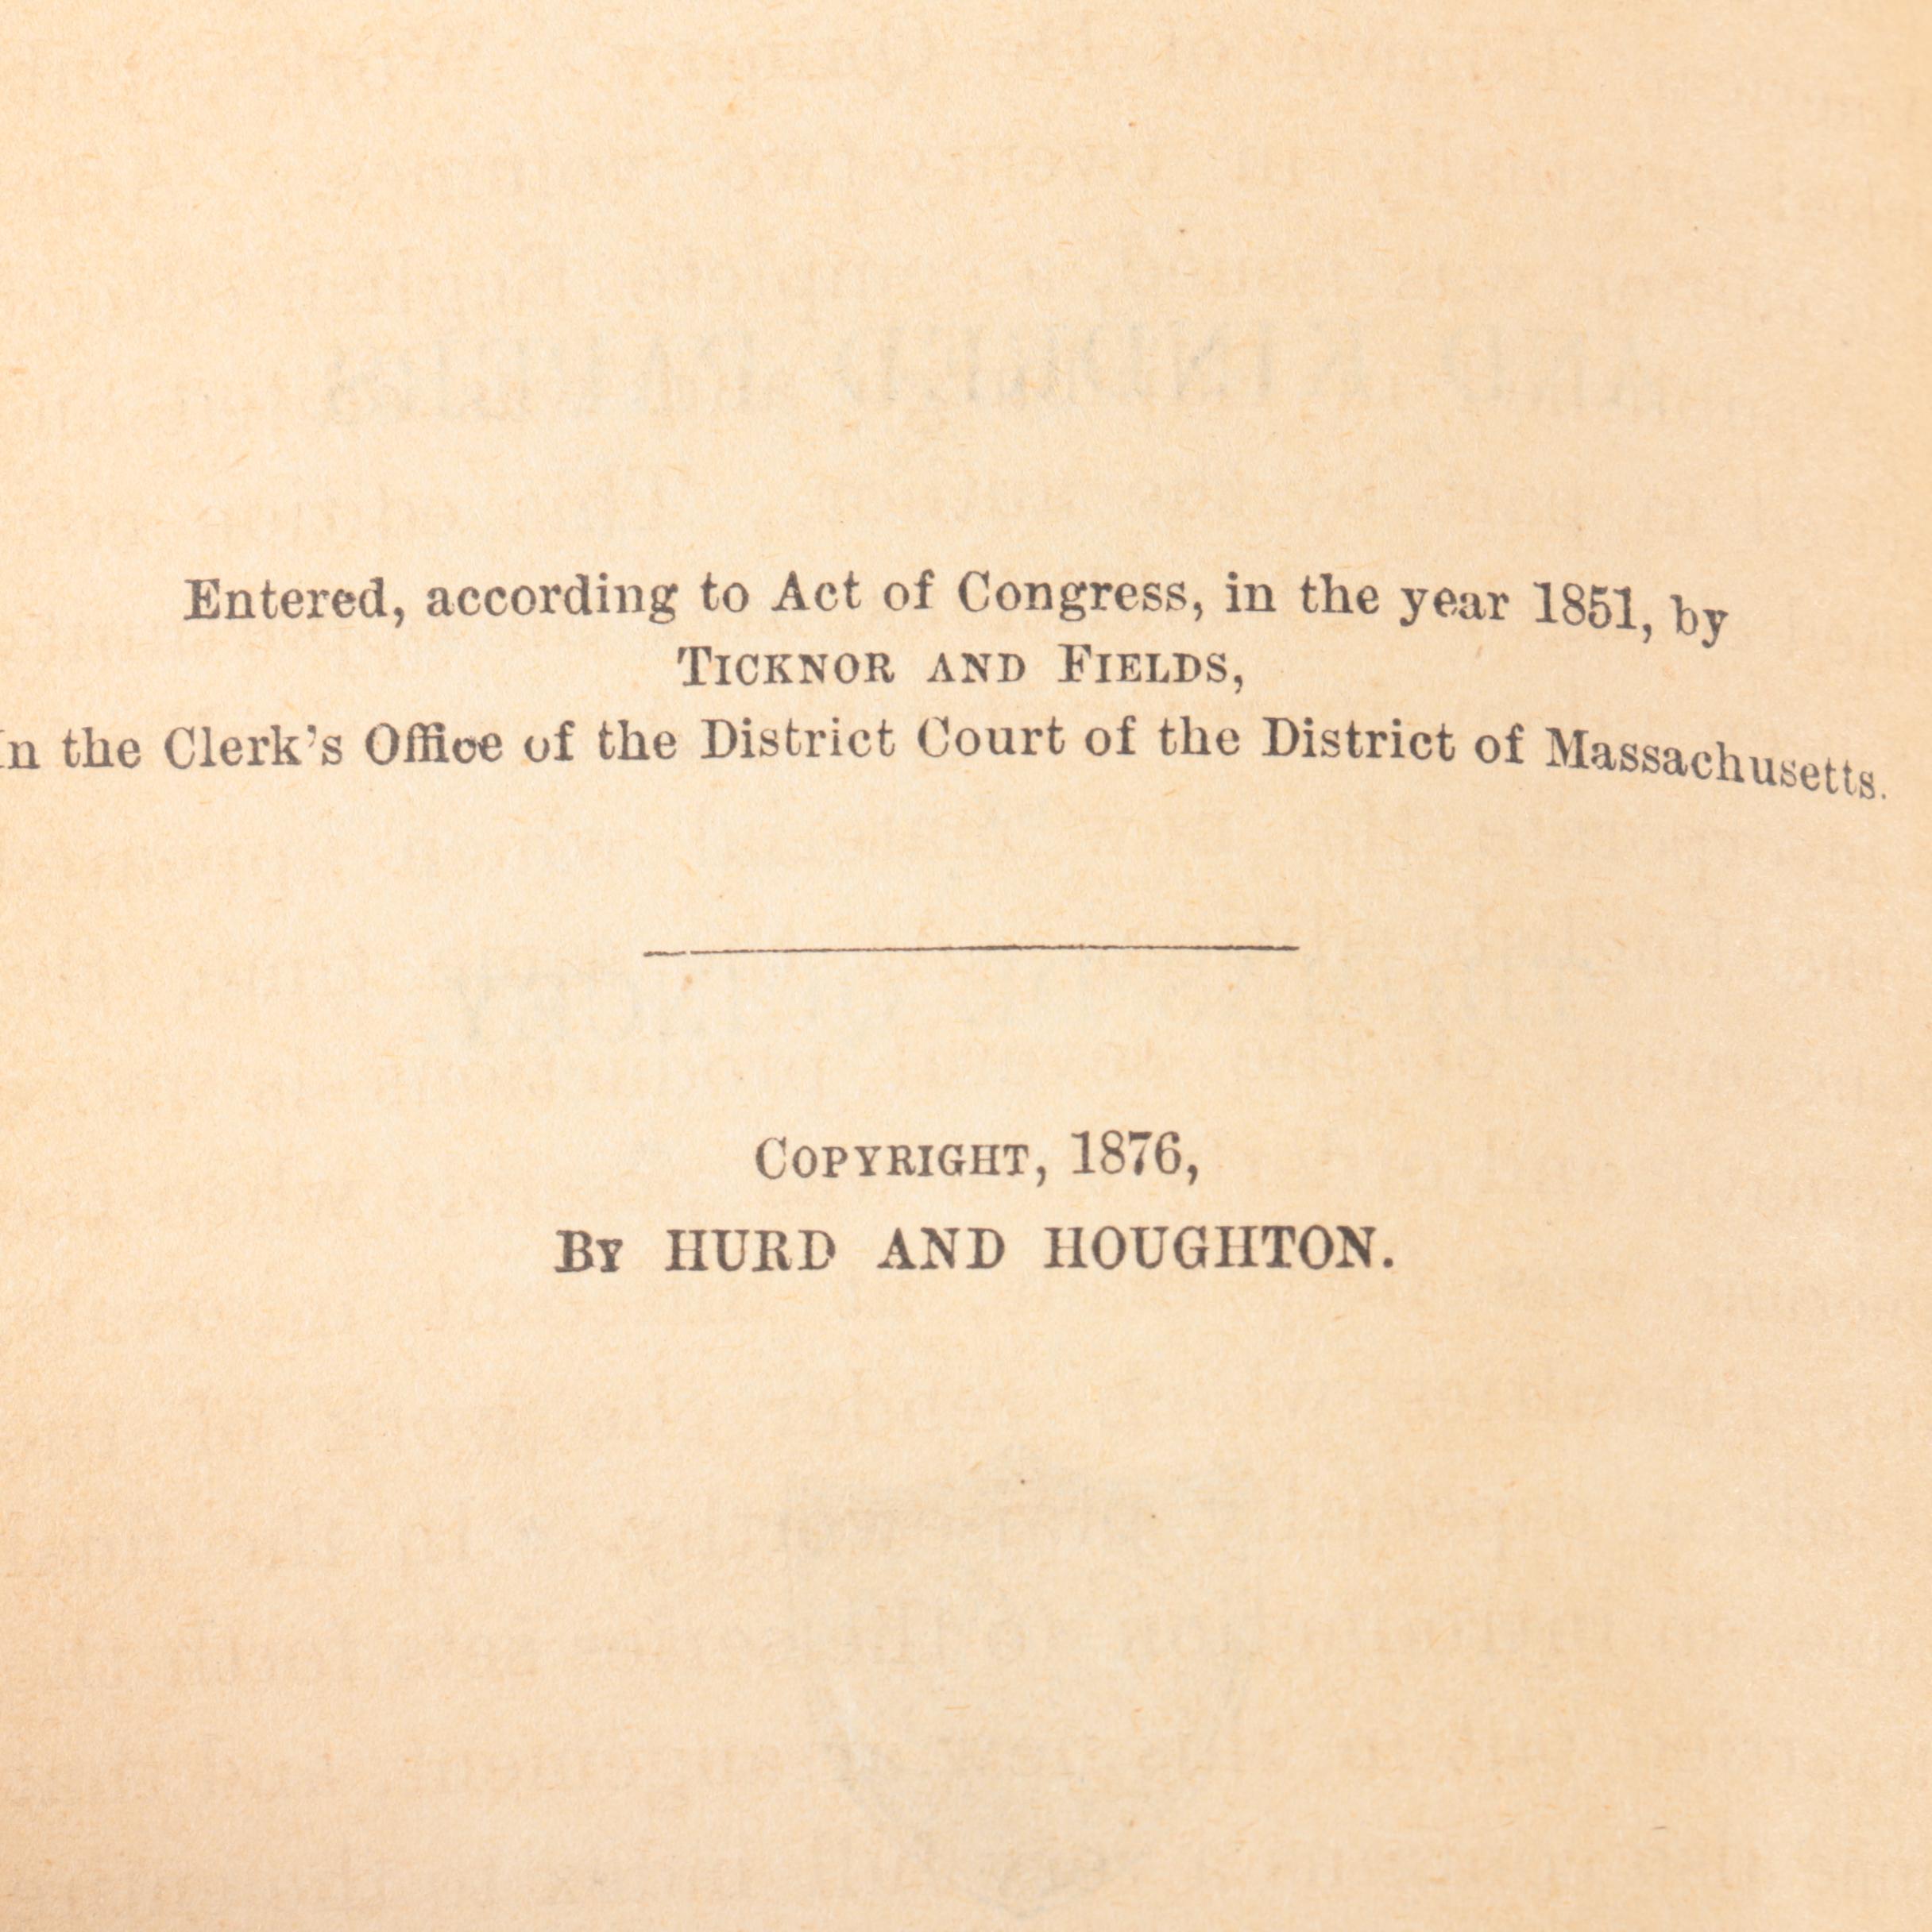 Entered, according to Act of Congress, in the year 1851, by
TICKNOR AND FIELDS,
In the Clerk's Office of the District Court of the District of Massachusetts.
COPYRIGHT, 1876,
BY HURD AND HOUGHTON.